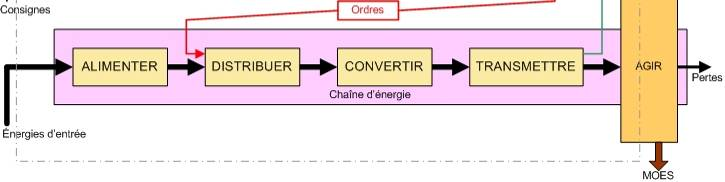 Consignes
Ordres
ALIMENTER
DISTRIBUER
CONVERTIR
TRANSMETTRE
AGIR
Pertes
Chaîne d'énergie
Énergies d'entrée
MOES